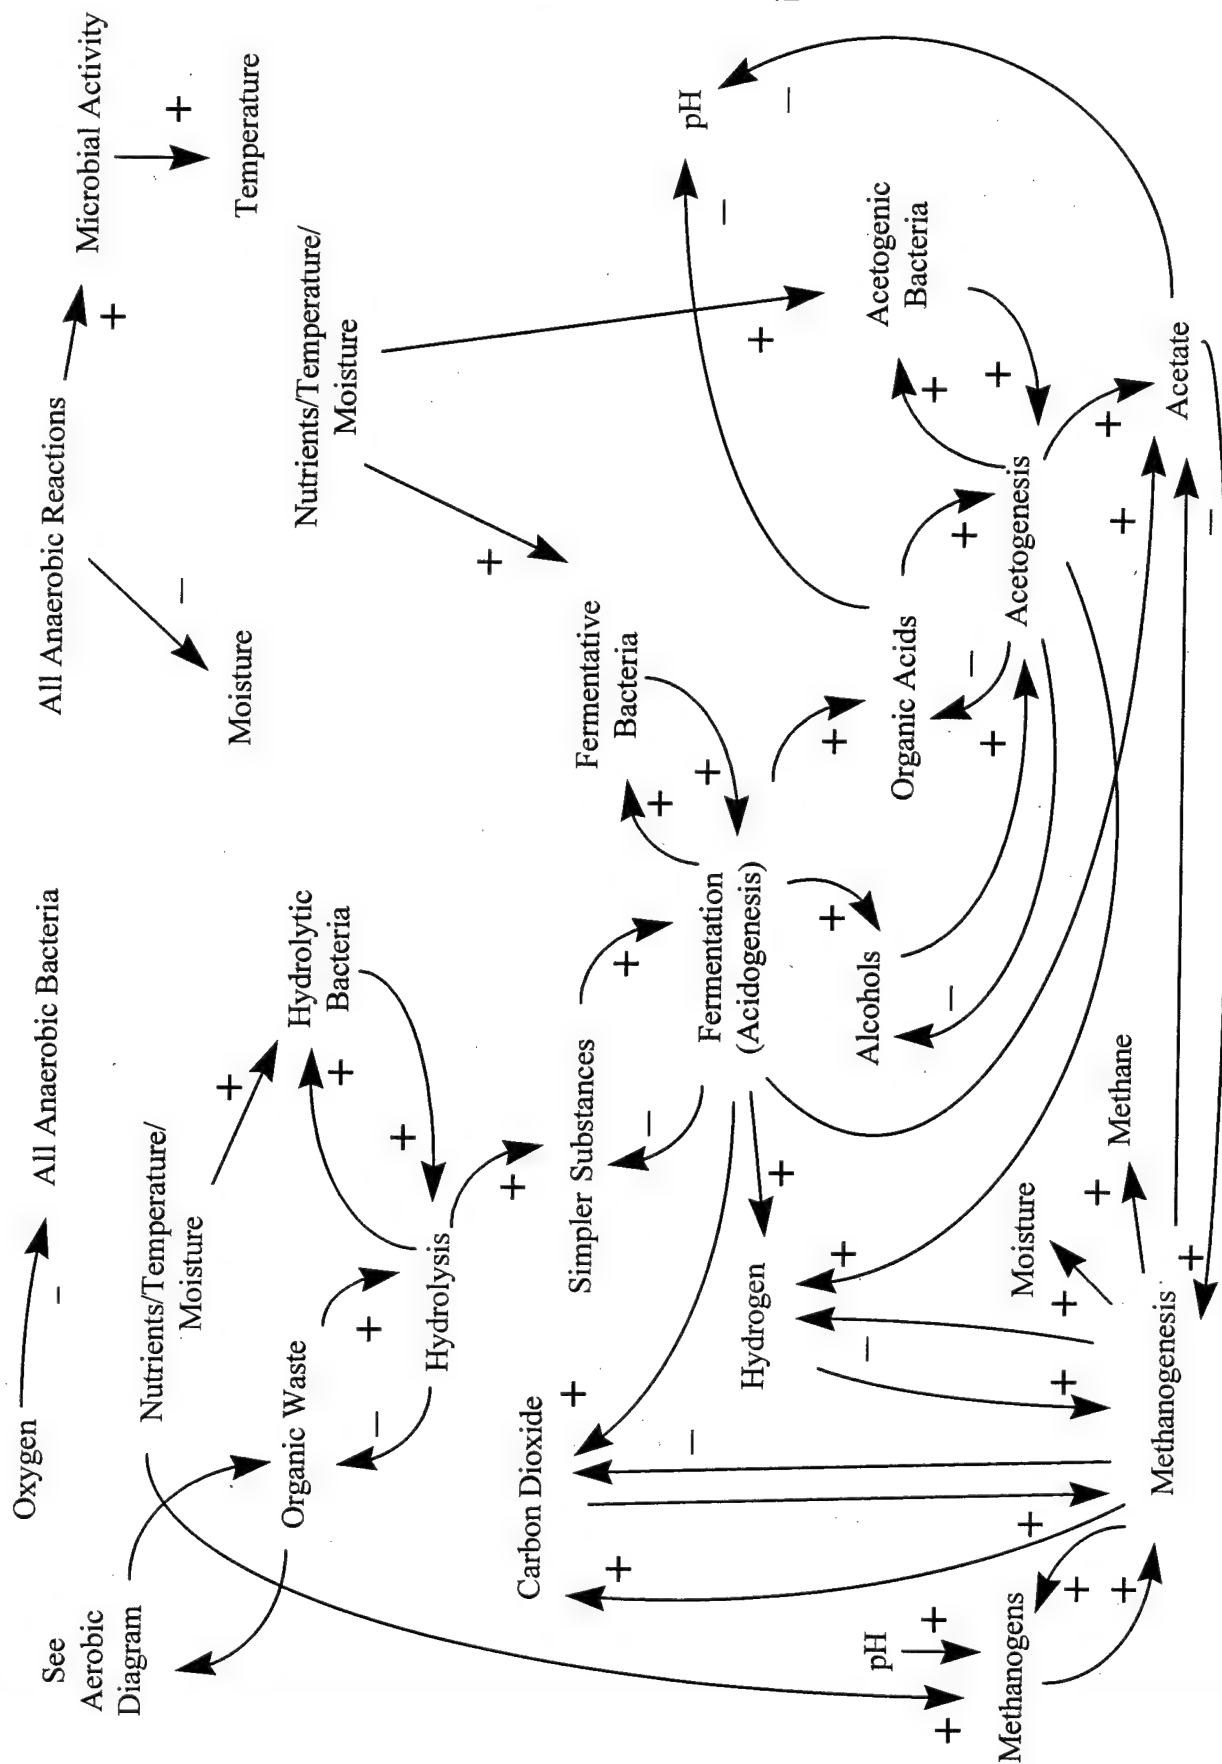 Oxygen
−
All Anaerobic Bacteria
All Anaerobic Reactions
+
Microbial Activity
−
+
Moisture
Temperature
See
Aerobic
Diagram
Nutrients/Temperature/
Moisture
+
Hydrolytic
Bacteria
Nutrients/Temperature/
Moisture
Organic Waste
+
−
+
+
Hydrolysis
+
+
+
Carbon Dioxide
Simpler Substances
Fermentative
Bacteria
+
+
−
+
+
+
−
−
pH
Fermentation
(Acidogenesis)
Hydrogen
+
+
+
+
−
−
Alcohols
Organic Acids
Acetogenic
Bacteria
+
−
+
−
+
+
−
+
+
pH
+
+
Methanogens
+
Acetogenesis
Moisture
+
+
+
+
+
Methane
+
+
+
Methanogenesis
+
Acetate
−